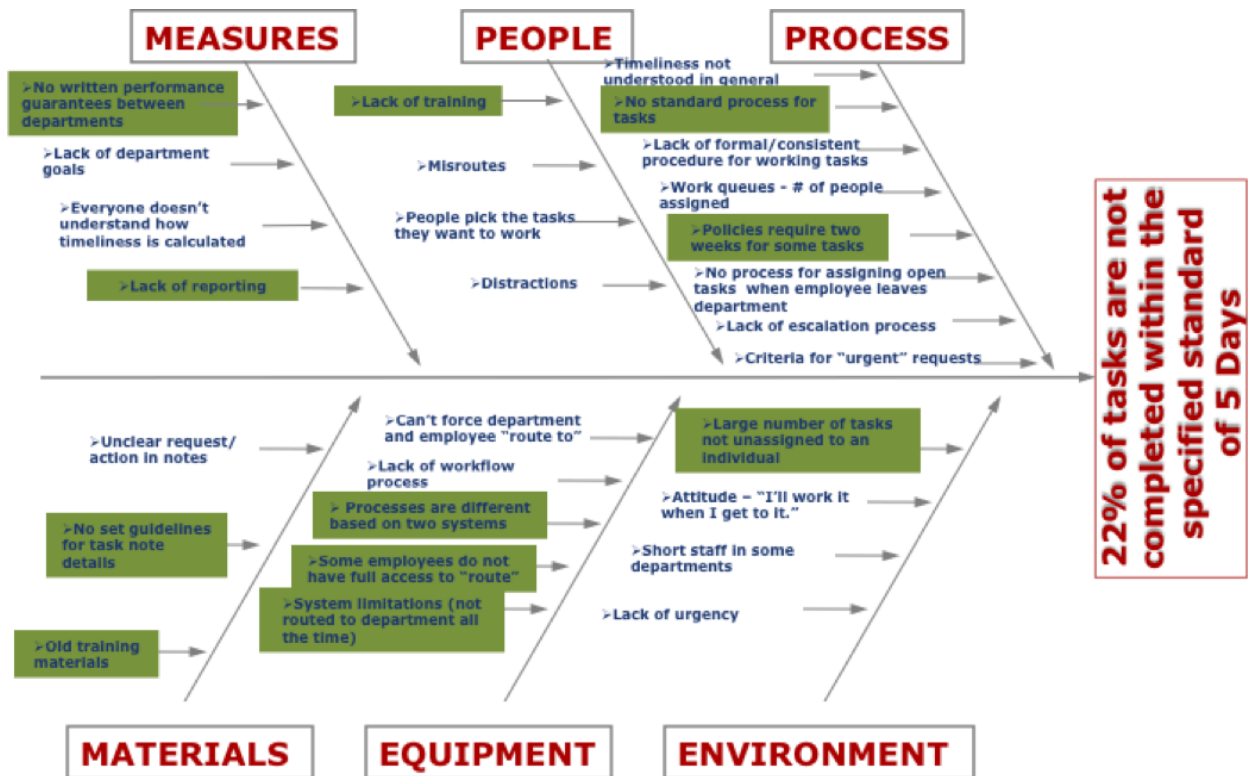 MEASURES
➢No written performance
guarantees between
departments
➢Lack of department
goals
➢Everyone doesn’t
understand how
timeliness is calculated
➢Lack of reporting
PEOPLE
➢Lack of training
➢Misroutes
➢People pick the tasks
they want to work
➢Distractions
PROCESS
➢Timeliness not
understood in general
➢No standard process for
tasks
➢Lack of formal/consistent
procedure for working tasks
➢Work queues - # of people
assigned
➢Policies require two
weeks for some tasks
➢No process for assigning open
tasks when employee leaves
department
➢Lack of escalation process
➢Criteria for “urgent” requests
22% of tasks are not
completed within the
specified standard
of 5 Days
➢Unclear request/
action in notes
➢No set guidelines
for task note
details
➢Old training
materials
MATERIALS
➢Can’t force department
and employee “route to”
➢Lack of workflow
process
➢ Processes are different
based on two systems
➢Some employees do not
have full access to “route”
➢System limitations (not
routed to department all
the time)
EQUIPMENT
➢Large number of tasks
not unassigned to an
individual
➢Attitude – “I’ll work it
when I get to it.”
➢Short staff in some
departments
➢Lack of urgency
ENVIRONMENT